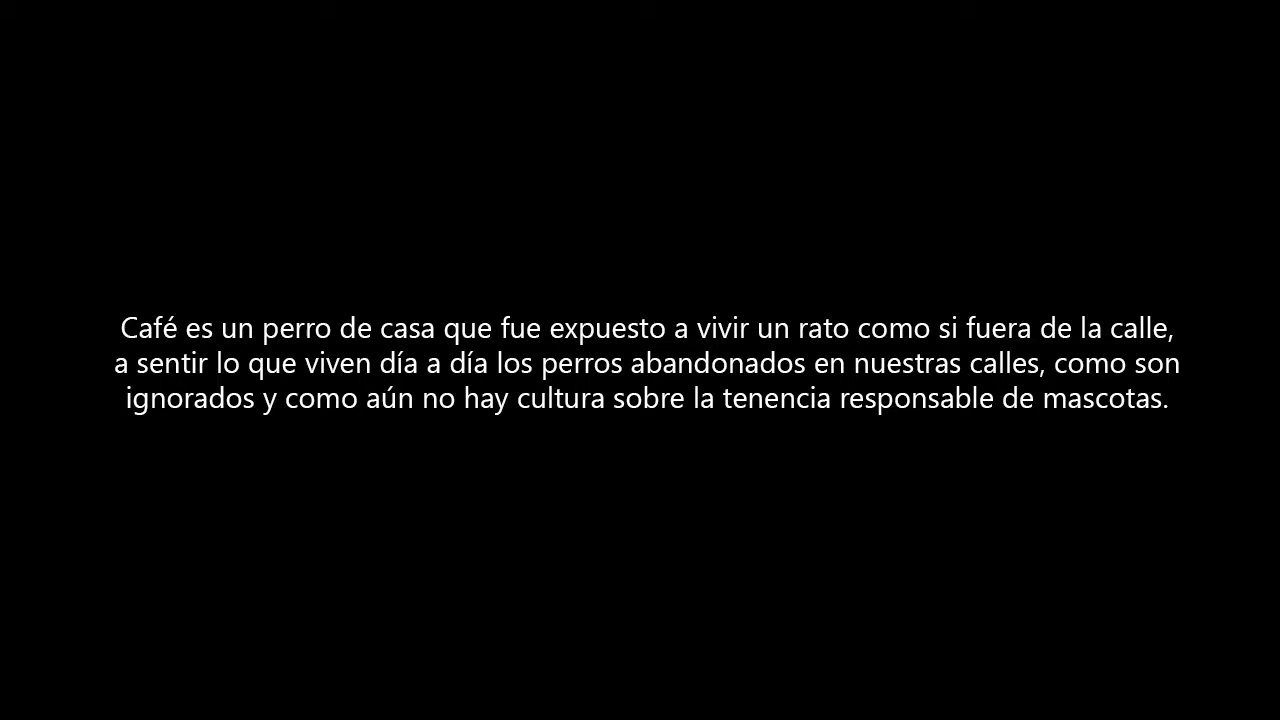 Café es un perro de casa que fue expuesto a vivir un rato como si fuera de la calle,
a sentir lo que viven día a día los perros abandonados en nuestras calles, como son
ignorados y como aún no hay cultura sobre la tenencia responsable de mascotas.